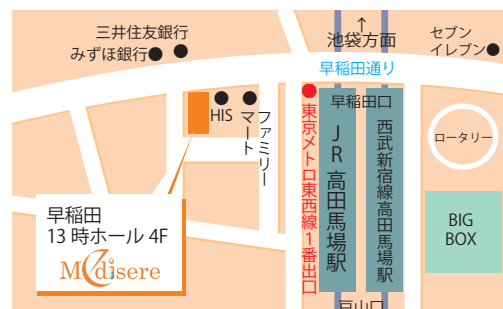 三井住友銀行
みずほ銀行
↑
池袋方面
セブン
イレブン
早稲田通り
早稲田口
HIS
ファミリー
マート
東京メトロ東西線1番出口
JR高田馬場駅
西武新宿線高田馬場駅
ロータリー
早稲田
13時ホール 4F
Modisere
BIG
BOX
戸山口